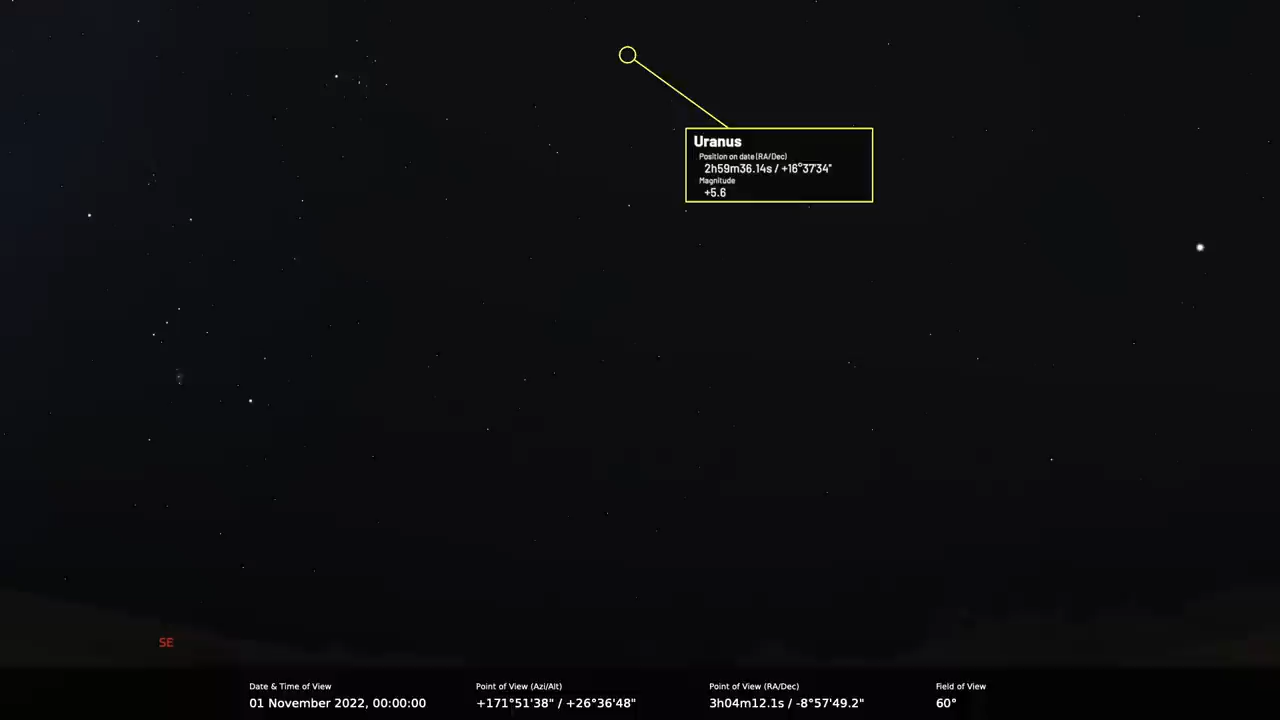 Uranus
Position on date (RA/Dec)
2h59m36.14s / +16°37'34"
Magnitude
+5.6
SE
Date & Time of View
01 November 2022, 00:00:00
Point of View (Azi/Alt)
+171°51'38" / +26°36'48"
Point of View (RA/Dec)
3h04m12.1s / -8°57'49.2"
Field of View
60°